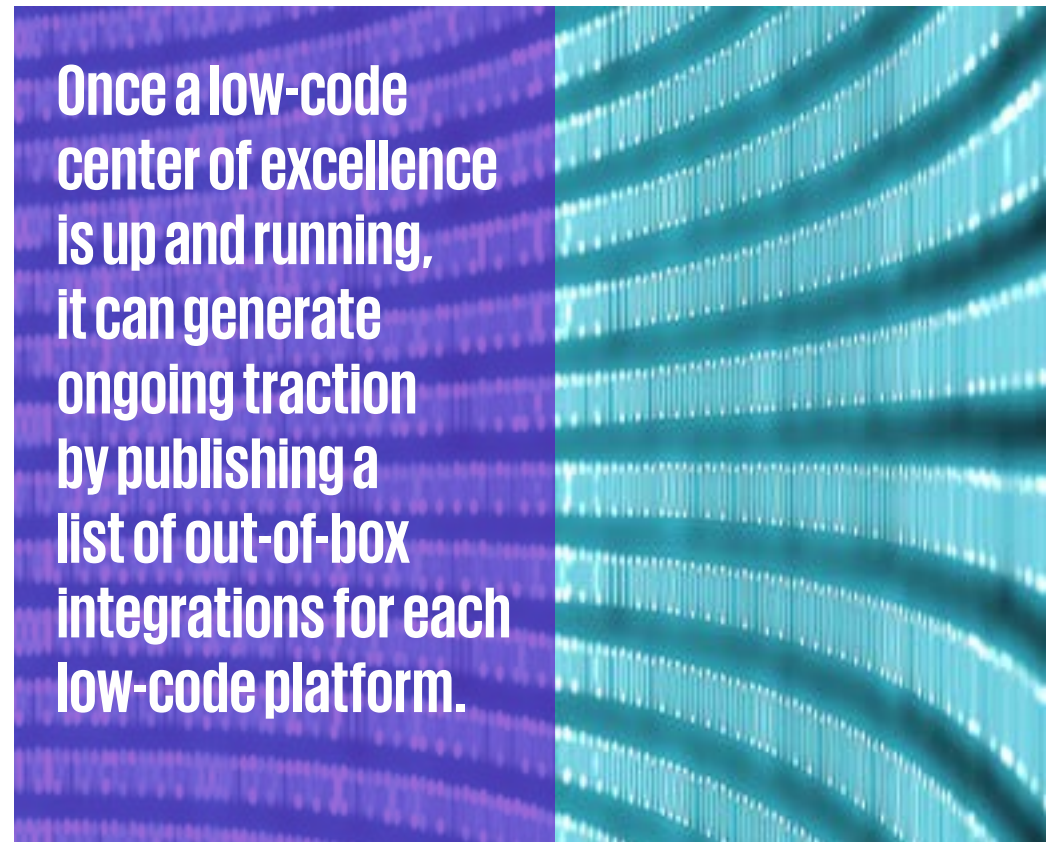 Once a low-code
center of excellence
is up and running,
it can generate
ongoing traction
by publishing a
list of out-of-box
integrations for each
low-code platform.